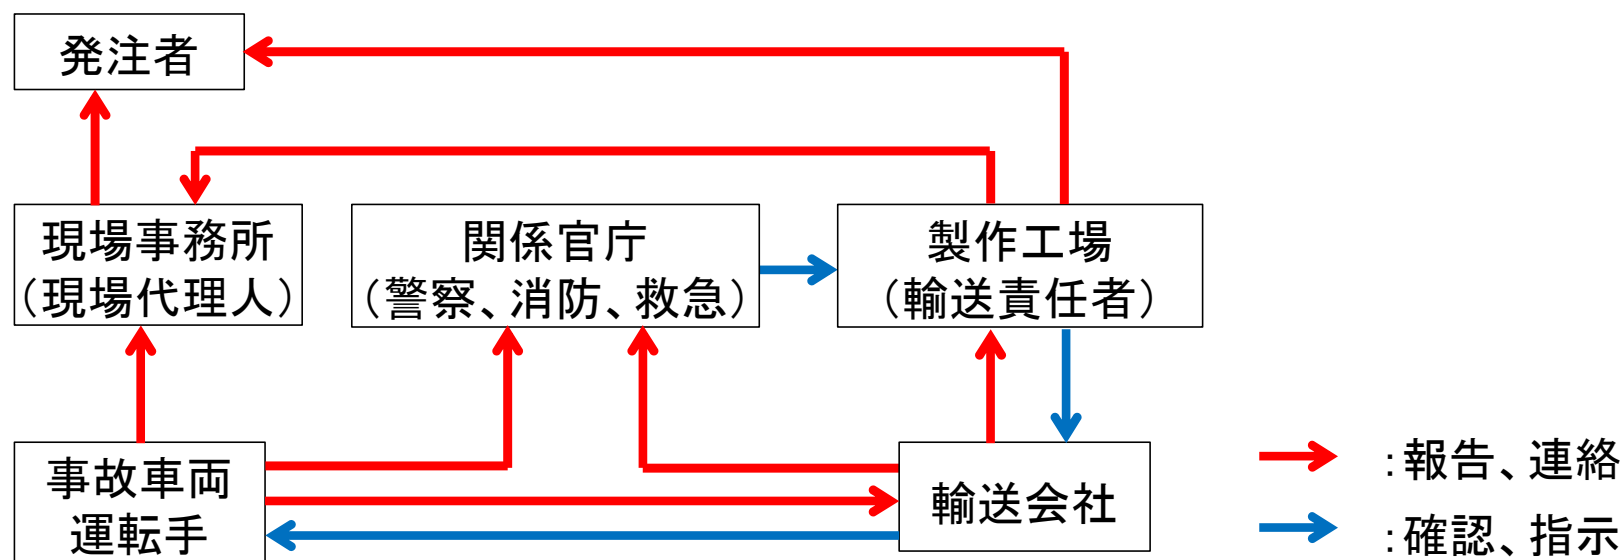 発注者
現場事務所
（現場代理人）
関係官庁
（警察、消防、救急）
製作工場
（輸送責任者）
事故車両
運転手
輸送会社
：報告、連絡
：確認、指示